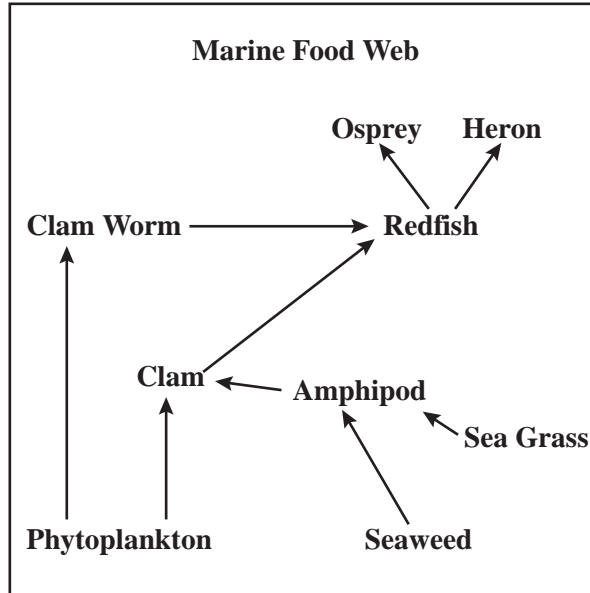 Marine Food Web
Osprey Heron
Clam Worm Redfish
Clam
Amphipod
Sea Grass
Phytoplankton Seaweed